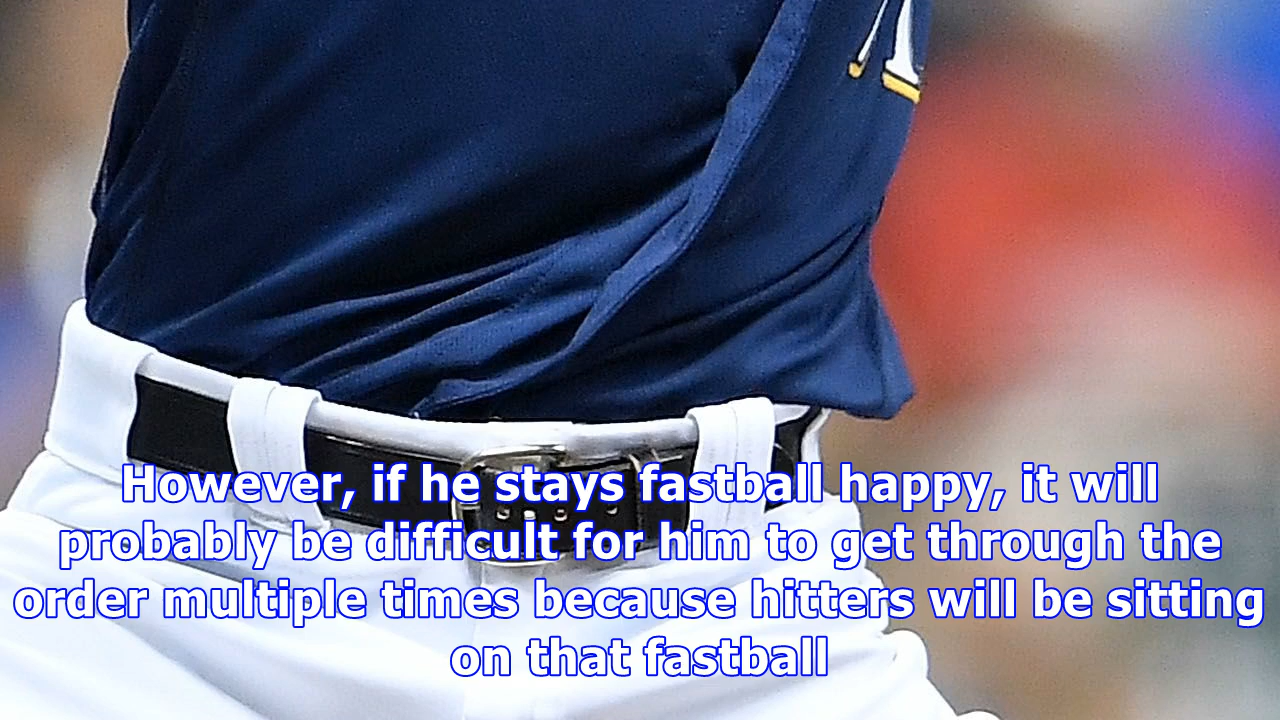 However, if he stays fastball happy, it will
probably be difficult for him to get through the
order multiple times because hitters will be sitting
on that fastball